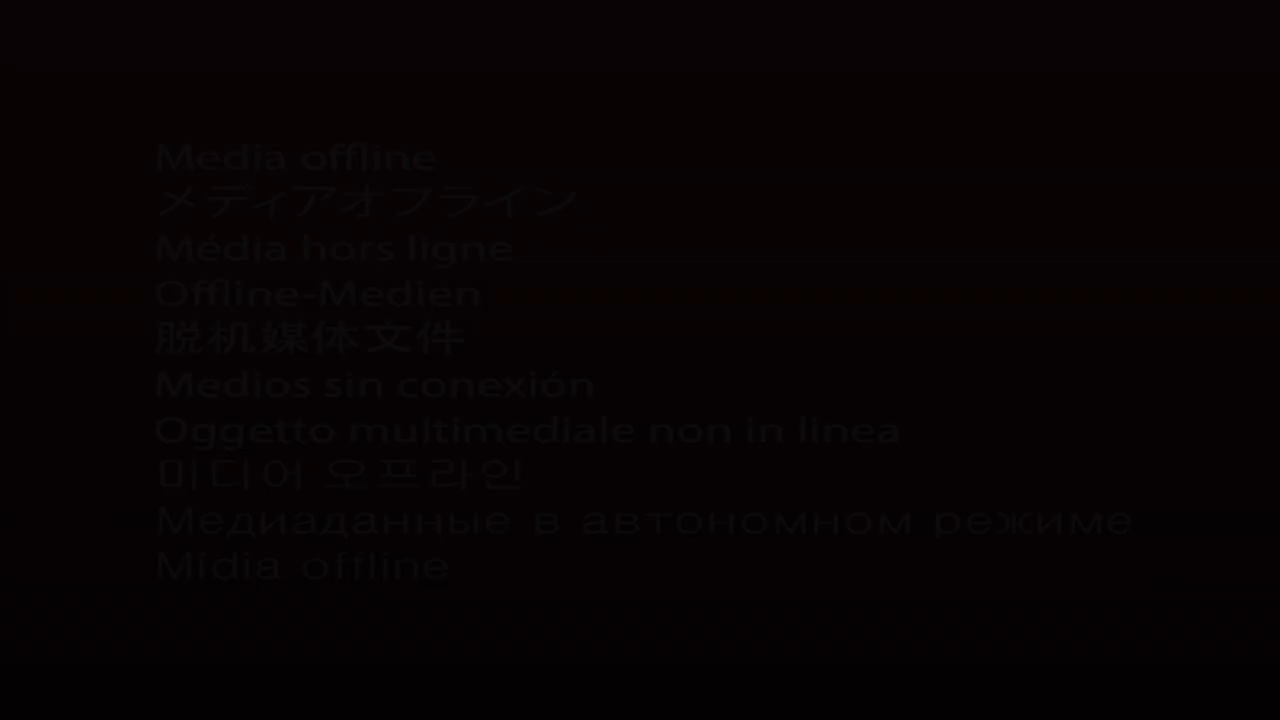 Media offline
メディアオフライン
Média hors ligne
Offline-Medien
脱机媒体文件
Medios sin conexión
Oggetto multimediale non in linea
미디어 오프라인
Медиаданные в автономном режиме
Mídia offline